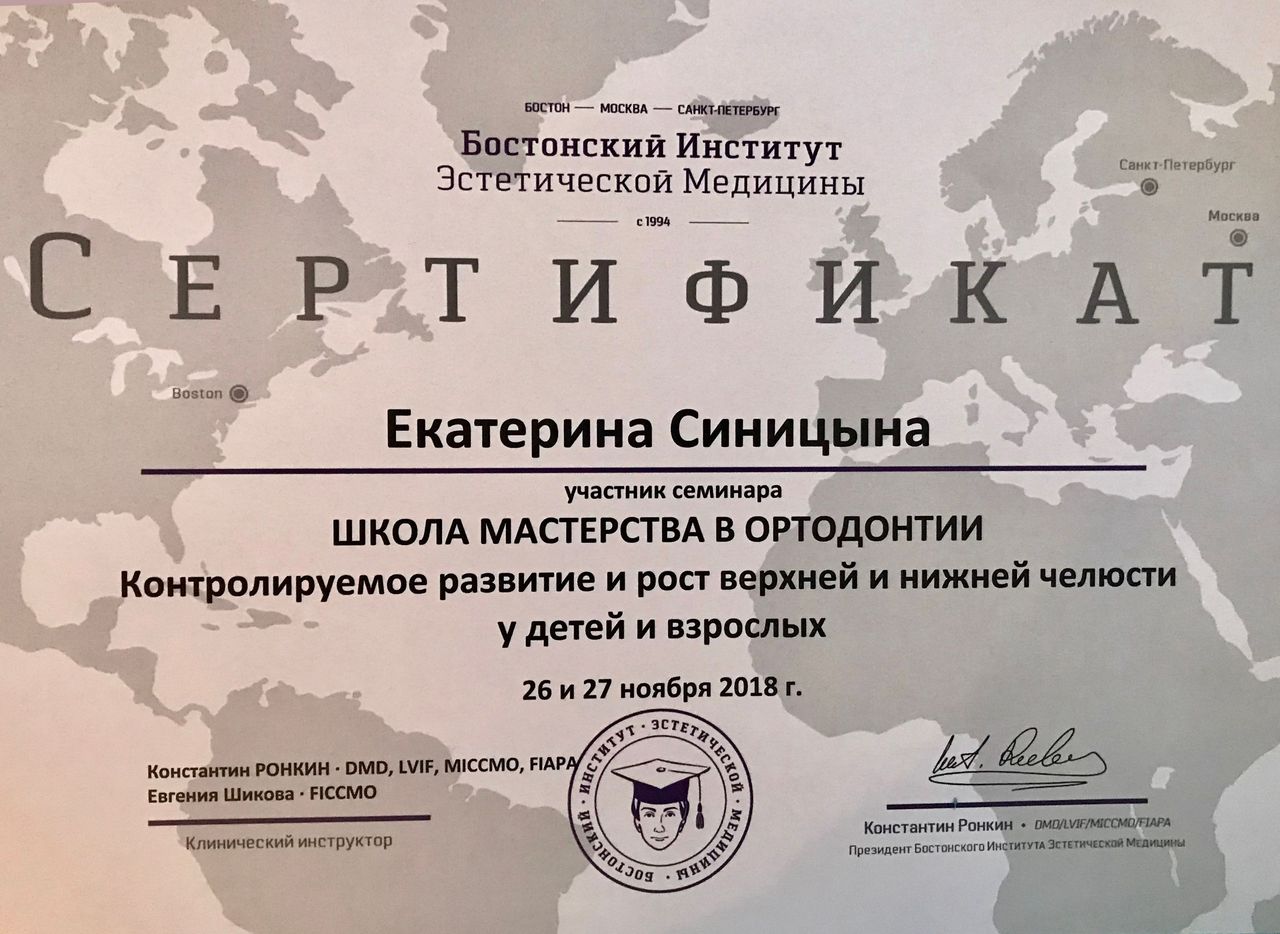 БОСТОН — МОСКВА — САНКТ-ПЕТЕРБУРГ
Бостонский Институт
Эстетической Медицины
с 1994
Санкт-Петербург
Москва
СЕРТИФИКАТ
Boston
Екатерина Синицына
участник семинара
ШКОЛА МАСТЕРСТВА В ОРТОДОНТИИ
Контролируемое развитие и рост верхней и нижней челюсти
у детей и взрослых
26 и 27 ноября 2018 г.
Константин РОНКИН · DMD, LVIF, MICCMO, FIAPA
Евгения Шикова · FICCMO
Клинический инструктор
БОСТОНСКИЙ · ИНСТИТУТ · ЭСТЕТИЧЕСКОЙ · МЕДИЦИНЫ ·
Константин Ронкин • DMD/LVIF/MICCMO/FIAPA
Президент Бостонского Института Эстетической Медицины